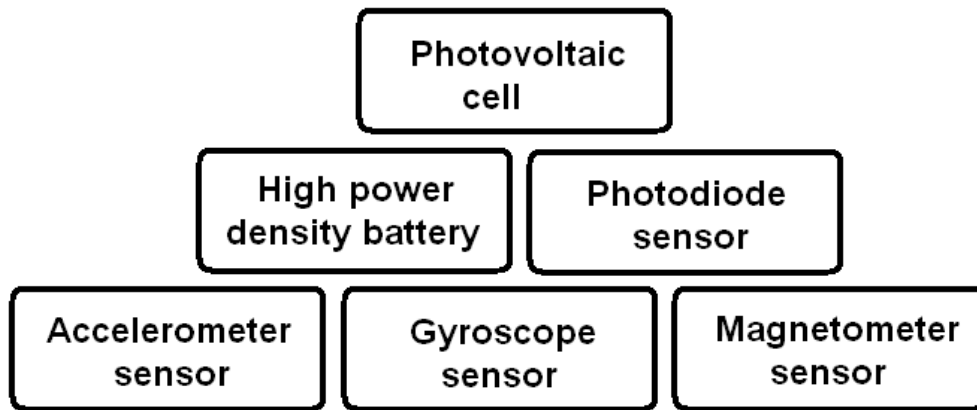 Photovoltaic
cell
High power
density battery
Photodiode
sensor
Accelerometer
sensor
Gyroscope
sensor
Magnetometer
sensor